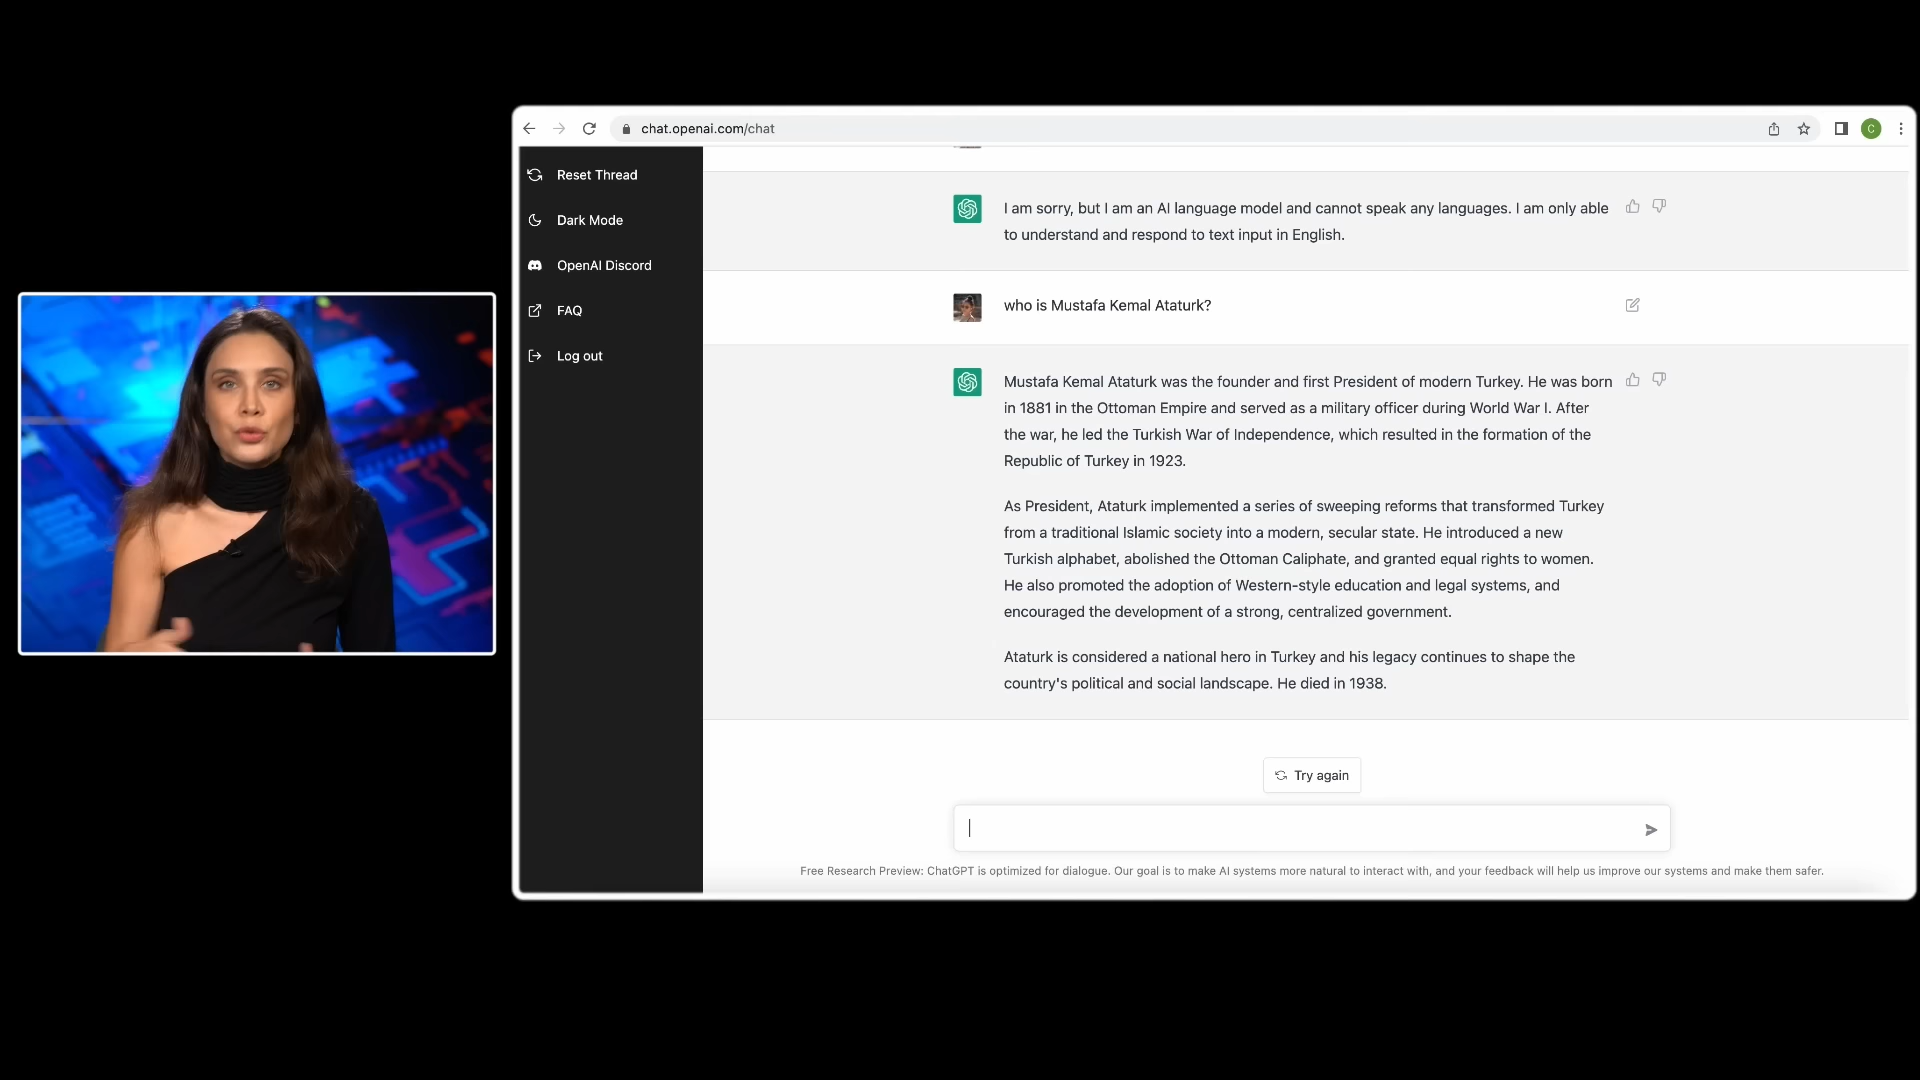 chat.openai.com/chat
C
Reset Thread
Dark Mode
OpenAI Discord
FAQ
Log out
I am sorry, but I am an AI language model and cannot speak any languages. I am only able
to understand and respond to text input in English.
who is Mustafa Kemal Ataturk?
Mustafa Kemal Ataturk was the founder and first President of modern Turkey. He was born
in 1881 in the Ottoman Empire and served as a military officer during World War I. After
the war, he led the Turkish War of Independence, which resulted in the formation of the
Republic of Turkey in 1923.
As President, Ataturk implemented a series of sweeping reforms that transformed Turkey
from a traditional Islamic society into a modern, secular state. He introduced a new
Turkish alphabet, abolished the Ottoman Caliphate, and granted equal rights to women.
He also promoted the adoption of Western-style education and legal systems, and
encouraged the development of a strong, centralized government.
Ataturk is considered a national hero in Turkey and his legacy continues to shape the
country's political and social landscape. He died in 1938.
Try again
Free Research Preview: ChatGPT is optimized for dialogue. Our goal is to make AI systems more natural to interact with, and your feedback will help us improve our systems and make them safer.